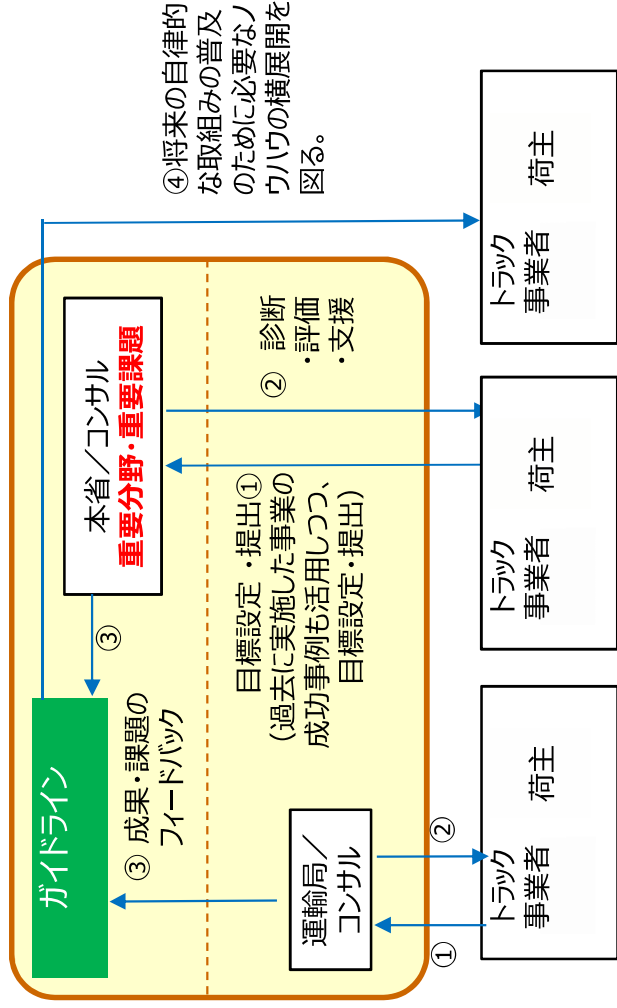 ガイドライン
③
本省／コンサル
重要分野・重要課題
④将来の自律的
な取組みの普及
のために必要なノ
ウハウの横展開を
図る。
③ 成果・課題の
フィードバック
目標設定 ・提出①
（過去に実施した事業の
成功事例も活用しつつ、
目標設定・提出）
② 診断
・評価
・支援
運輸局／
コンサル
①
②
トラック
事業者
荷主
トラック
事業者
荷主
トラック
事業者
荷主